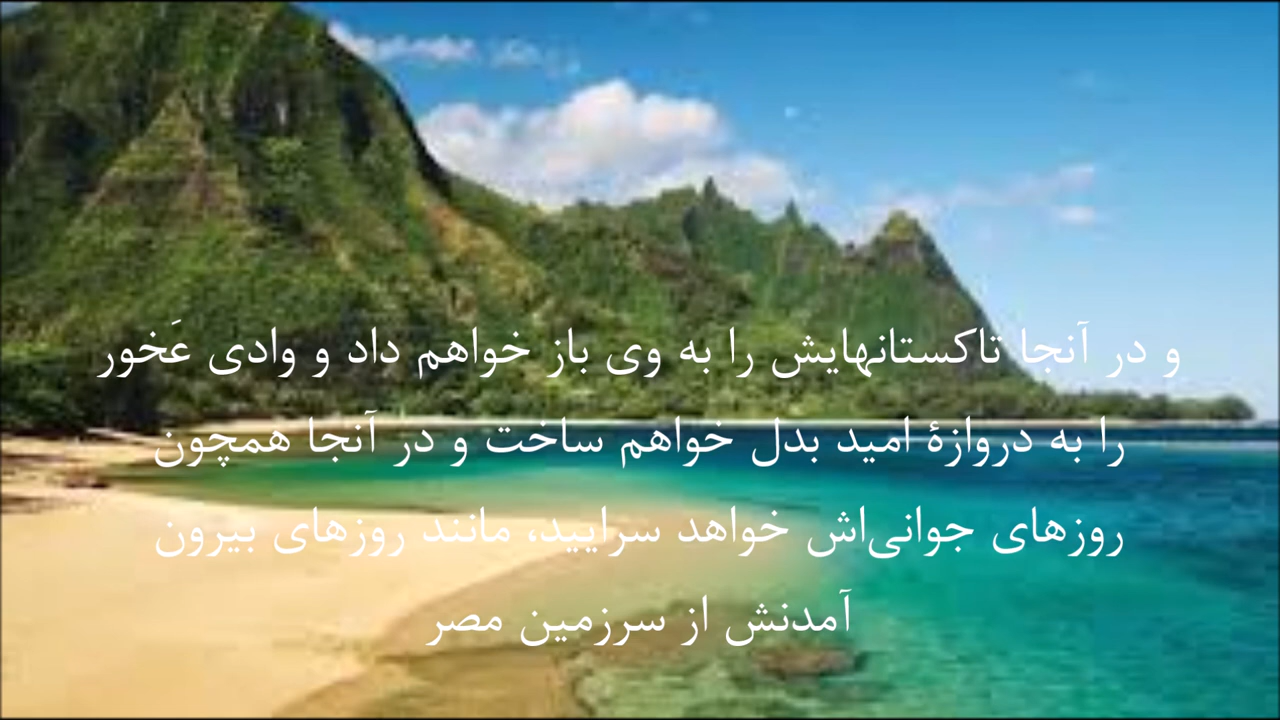 و در آنجا تاکستانهایش را به وی باز خواهم داد و وادی عَخور
را به دروازهٔ امید بدل خواهم ساخت و در آنجا همچون
روزهای جوانی‌اش خواهد سرایید، مانند روزهای بیرون
آمدنش از سرزمین مصر